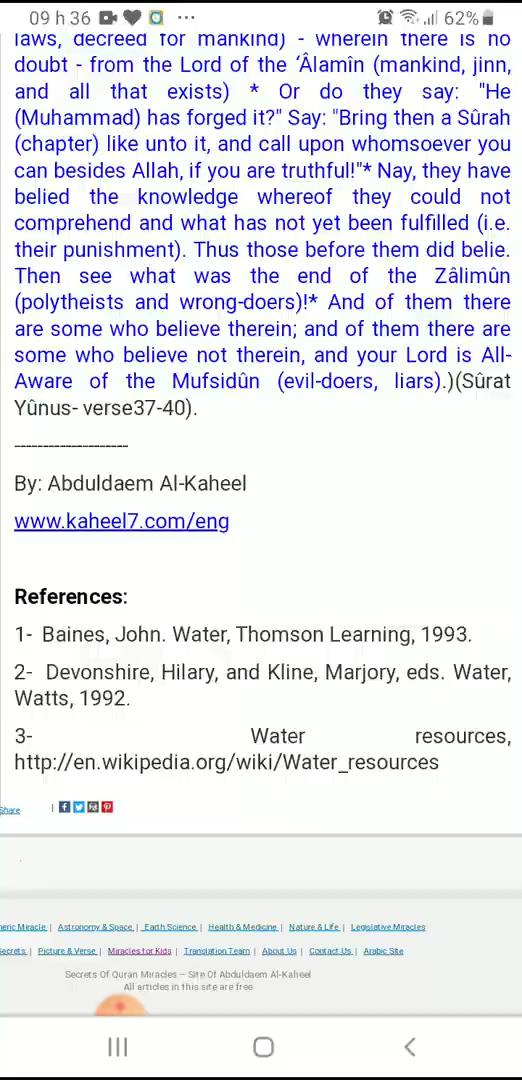 09 h 36 ... 62%
laws, decreed for mankind) - wherein there is no
doubt - from the Lord of the ‘Âlamîn (mankind, jinn,
and all that exists) * Or do they say: "He
(Muhammad) has forged it?" Say: "Bring then a Sûrah
(chapter) like unto it, and call upon whomsoever you
can besides Allah, if you are truthful!"* Nay, they have
belied the knowledge whereof they could not
comprehend and what has not yet been fulfilled (i.e.
their punishment). Thus those before them did belie.
Then see what was the end of the Zâlimûn
(polytheists and wrong-doers)!* And of them there
are some who believe therein; and of them there are
some who believe not therein, and your Lord is All-
Aware of the Mufsidûn (evil-doers, liars).)(Sûrat
Yûnus- verse37-40).
--------------------
By: Abduldaem Al-Kaheel
www.kaheel7.com/eng
References:
1- Baines, John. Water, Thomson Learning, 1993.
2- Devonshire, Hilary, and Kline, Marjory, eds. Water,
Watts, 1992.
3- Water resources,
http://en.wikipedia.org/wiki/Water_resources
Share |
neric Miracle | Astronomy & Space | Earth Science | Health & Medicine | Nature & Life | Legislative Miracles
ecrets | Picture & Verse | Miracles for Kids | Translation Team | About Us | Contact Us | Arabic Site
Secrets Of Quran Miracles – Site Of Abduldaem Al-Kaheel
All articles in this site are free